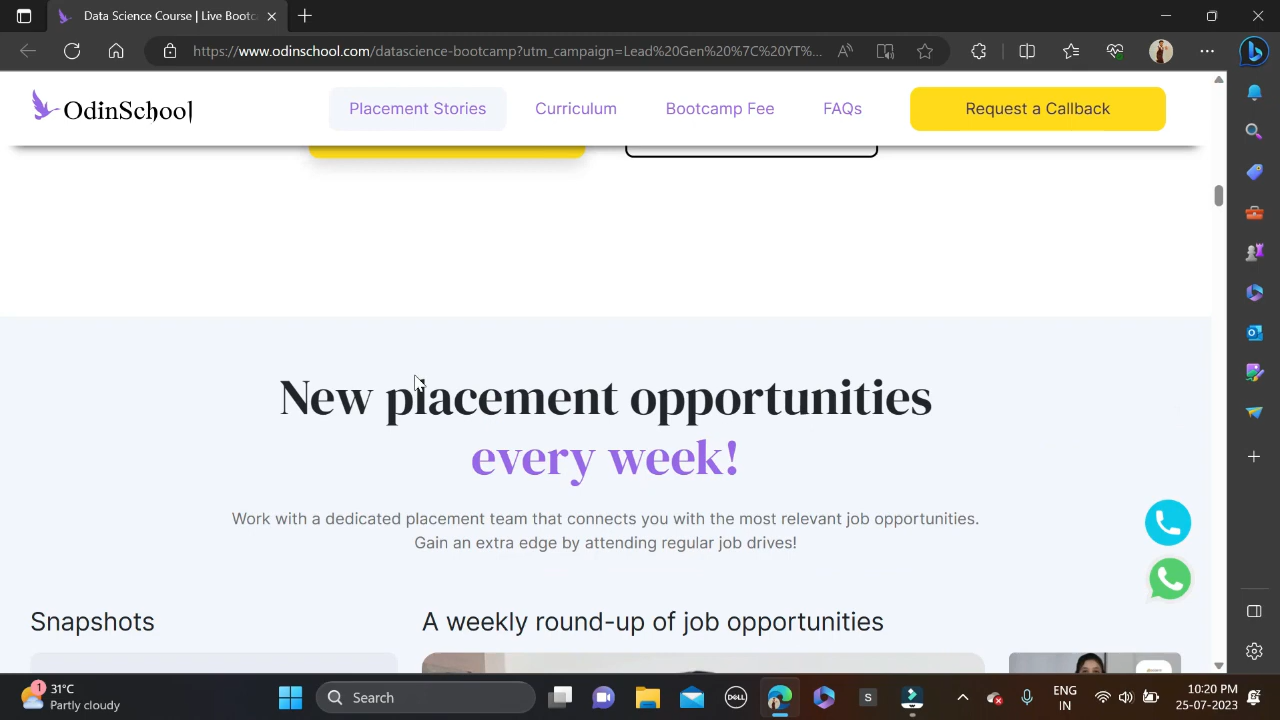 Data Science Course | Live Bootc
https://www.odinschool.com/datascience-bootcamp?utm_campaign=Lead%20Gen%20%7C%20YT%...
OdinSchool
Placement Stories
Curriculum
Bootcamp Fee
FAQs
Request a Callback
New placement opportunities
every week!
Work with a dedicated placement team that connects you with the most relevant job opportunities.
Gain an extra edge by attending regular job drives!
Snapshots
A weekly round-up of job opportunities
1
31°C
Partly cloudy
Search
DELL
S
ENG
IN
10:20 PM
25-07-2023